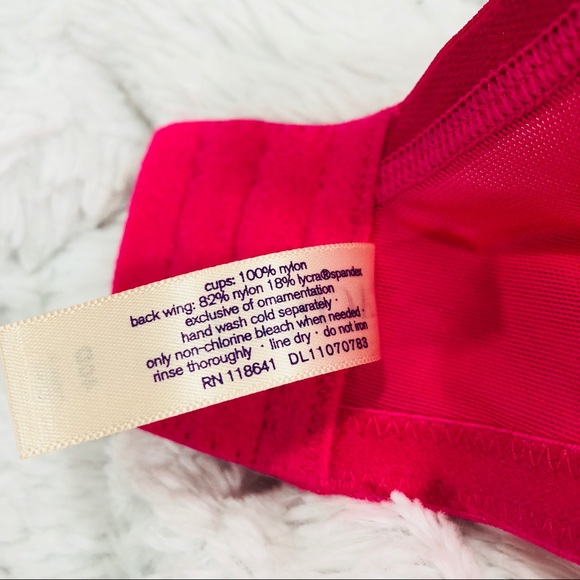 cups: 100% nylon
back wing: 82% nylon 18% lycra®spandex
exclusive of ornamentation
hand wash cold separately ·
only non-chlorine bleach when needed ·
rinse thoroughly · line dry · do not iron
RN 118641 DL11070783